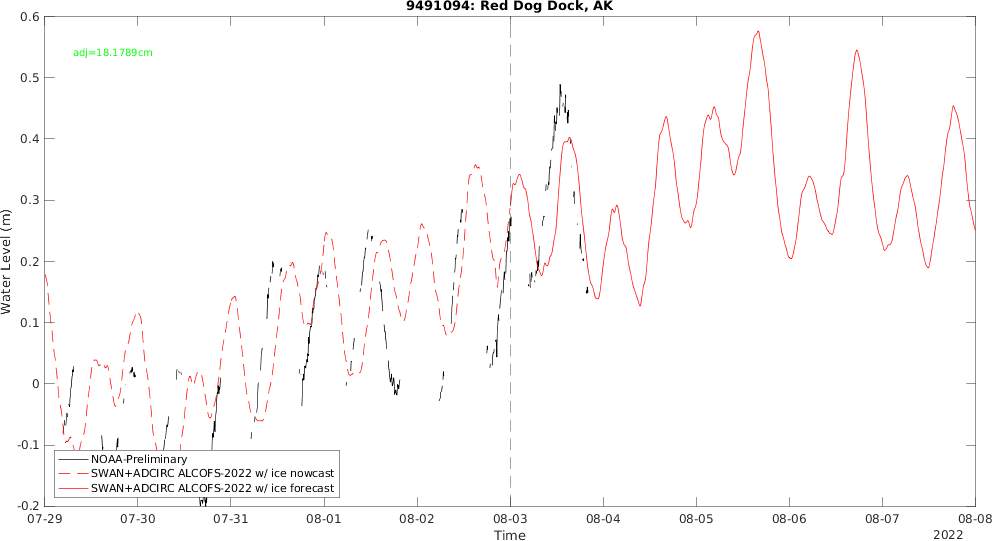 9491094: Red Dog Dock, AK
adj=18.1789cm
Water Level (m)
0.6
0.5
0.4
0.3
0.2
0.1
0
-0.1
-0.2
NOAA-Preliminary
SWAN+ADCIRC ALCOFS-2022 w/ ice nowcast
SWAN+ADCIRC ALCOFS-2022 w/ ice forecast
07-29 07-30 07-31 08-01 08-02 08-03 08-04 08-05 08-06 08-07 08-08
Time
2022